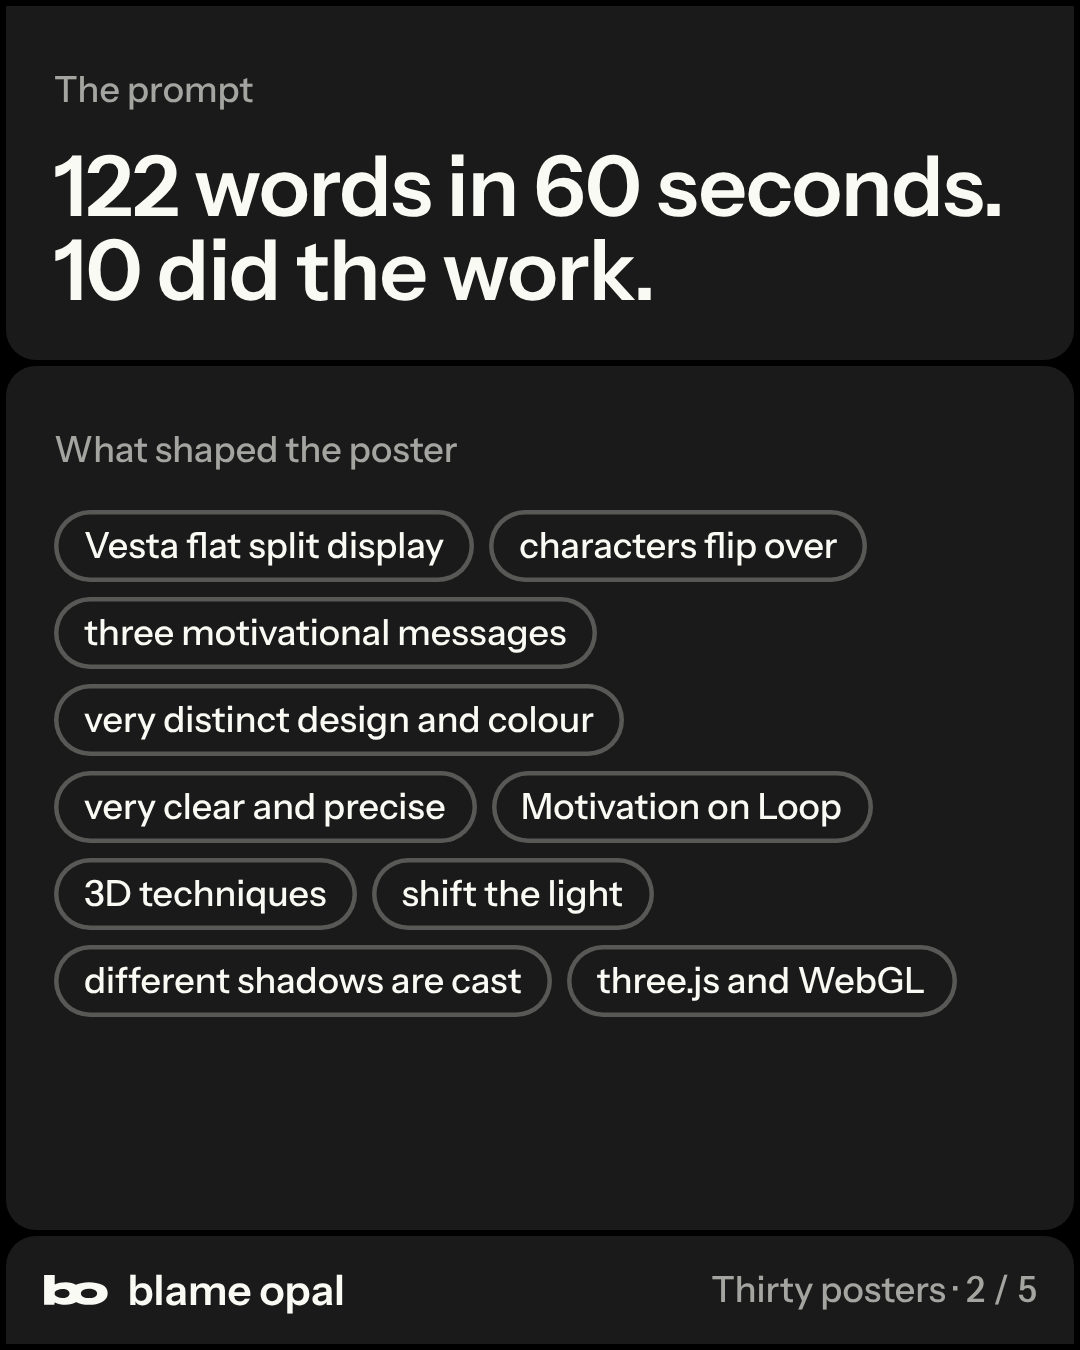 The prompt
122 words in 60 seconds.
10 did the work.
What shaped the poster
Vesta flat split display
characters flip over
three motivational messages
very distinct design and colour
very clear and precise
Motivation on Loop
3D techniques
shift the light
different shadows are cast
three.js and WebGL
bo blame opal
Thirty posters · 2 / 5